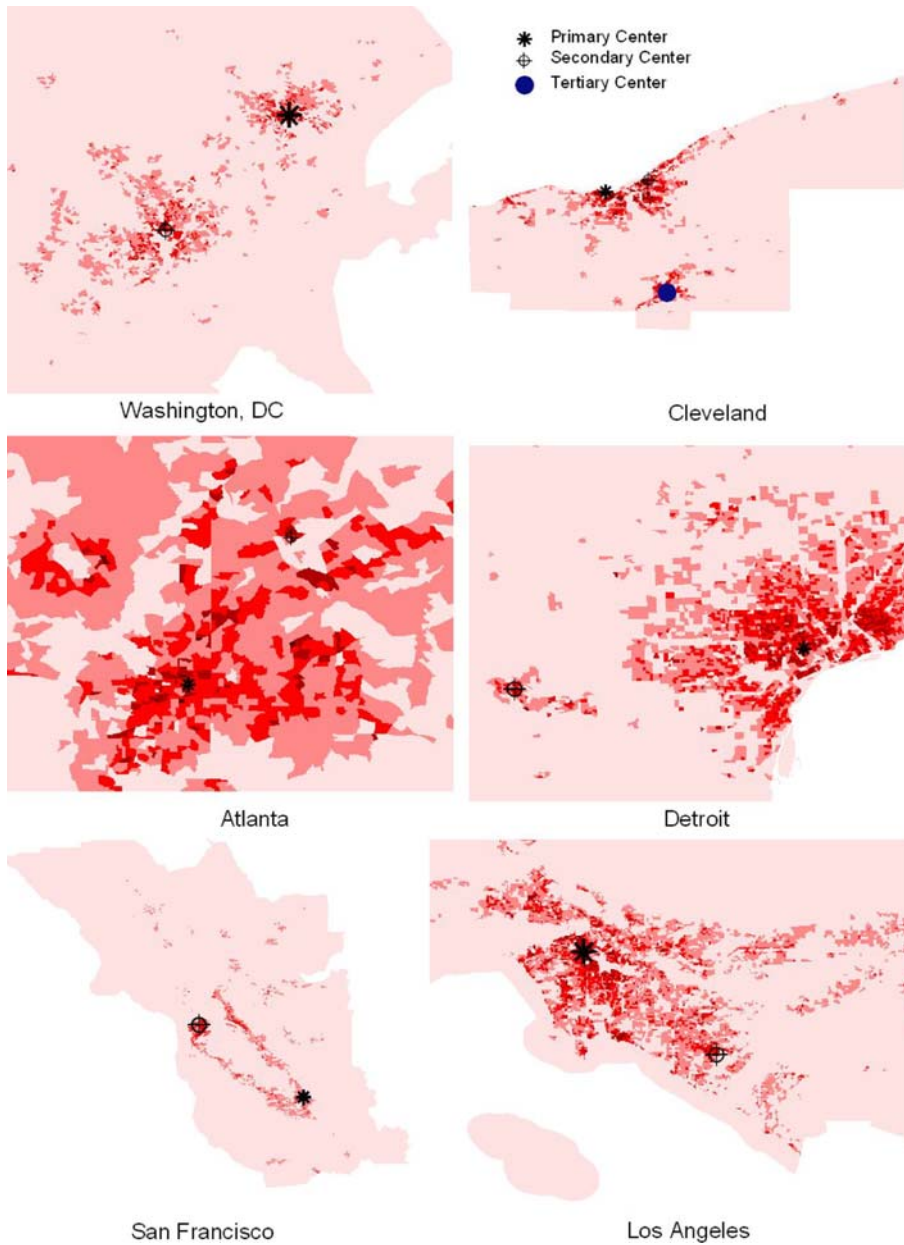 Primary Center
Secondary Center
Tertiary Center
Washington, DC
Cleveland
Atlanta
Detroit
San Francisco
Los Angeles